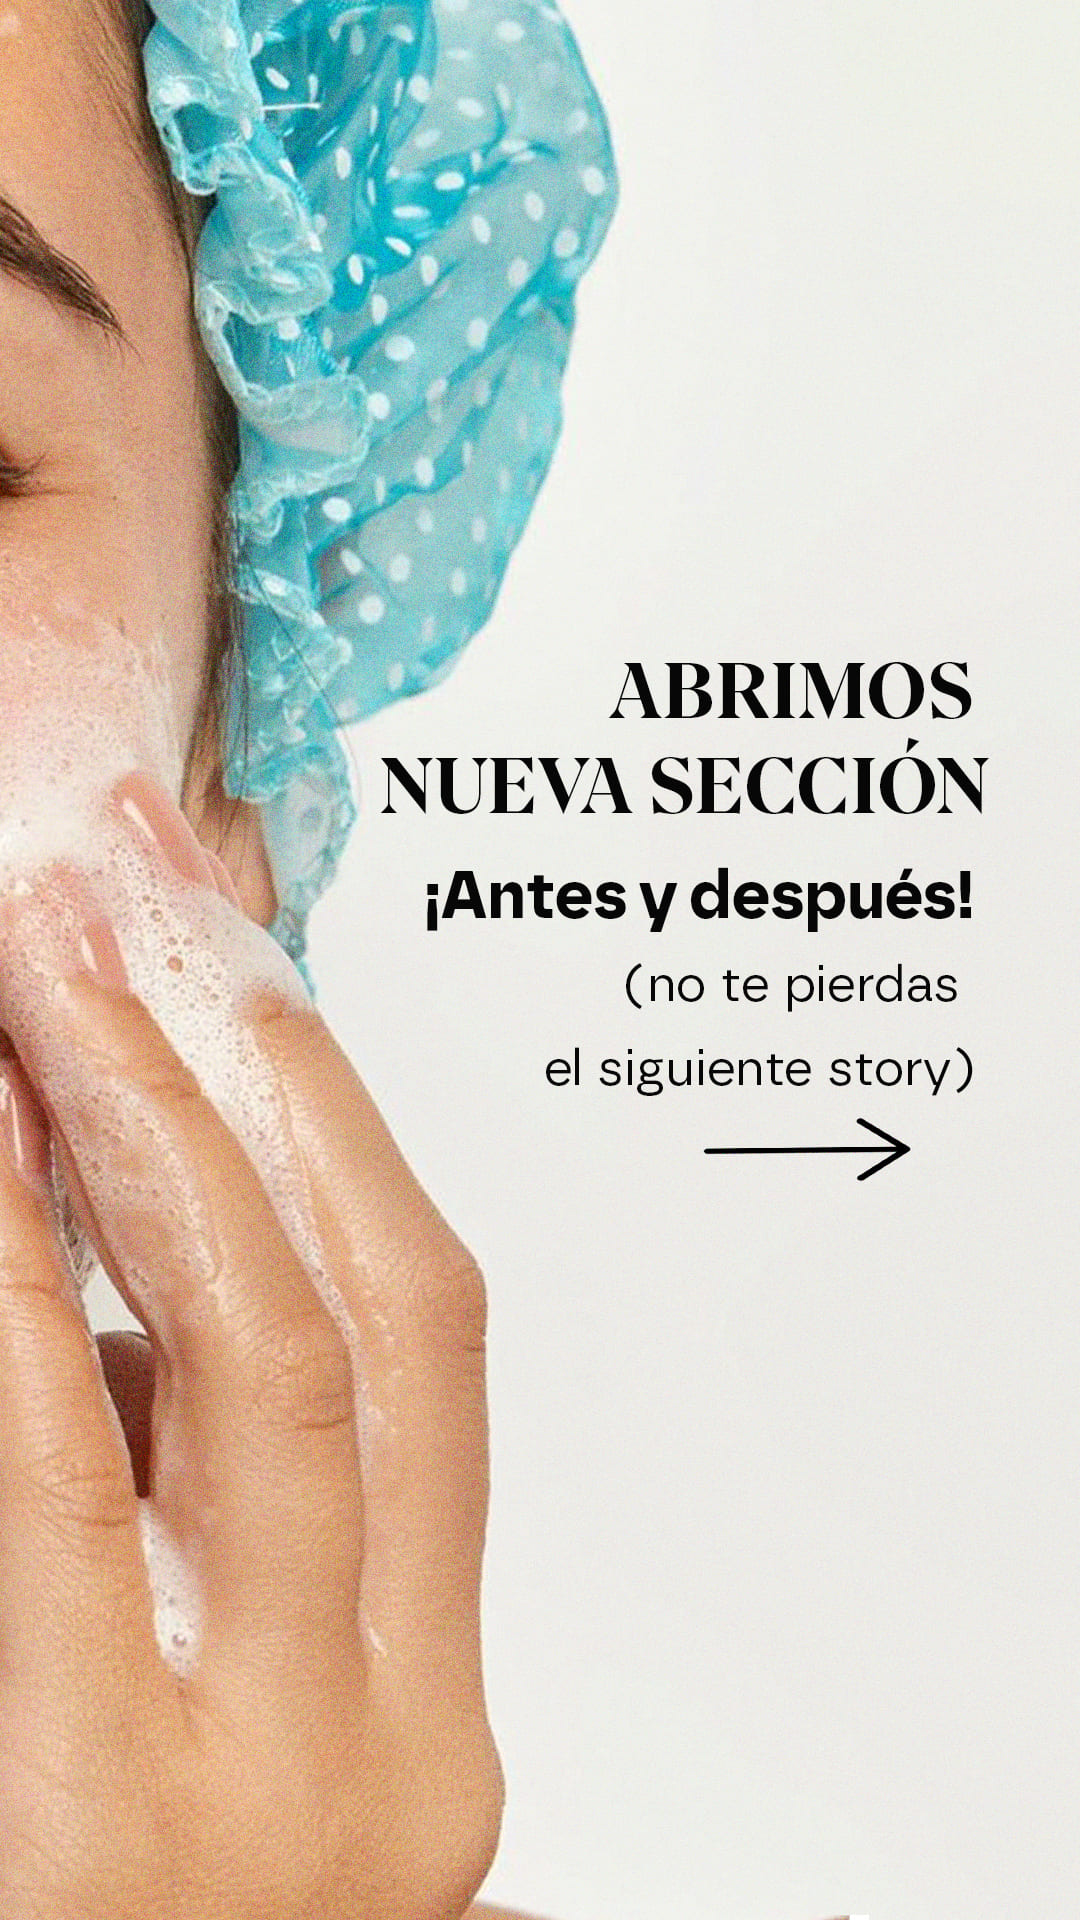 ABRIMOS
NUEVA SECCIÓN
¡Antes y después!
(no te pierdas
el siguiente story)